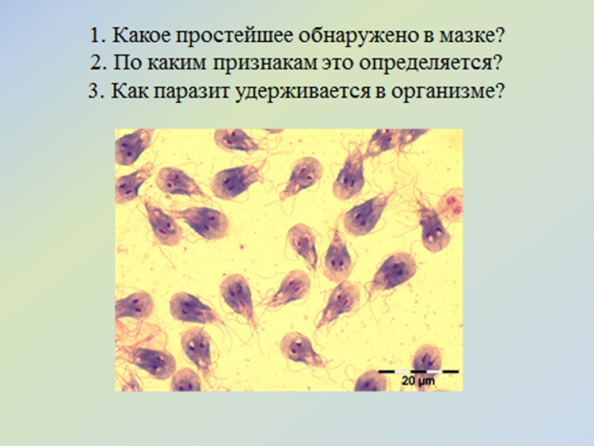 1. Какое простейшее обнаружено в мазке?
2. По каким признакам это определяется?
3. Как паразит удерживается в организме?
20 µm